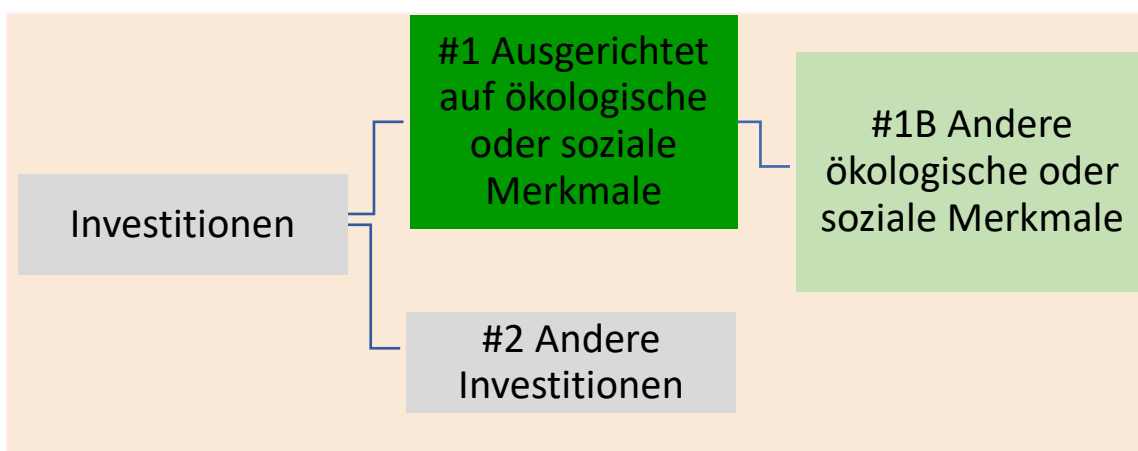 #1 Ausgerichtet
auf ökologische
oder soziale
Merkmale
#1B Andere
ökologische oder
soziale Merkmale
Investitionen
#2 Andere
Investitionen